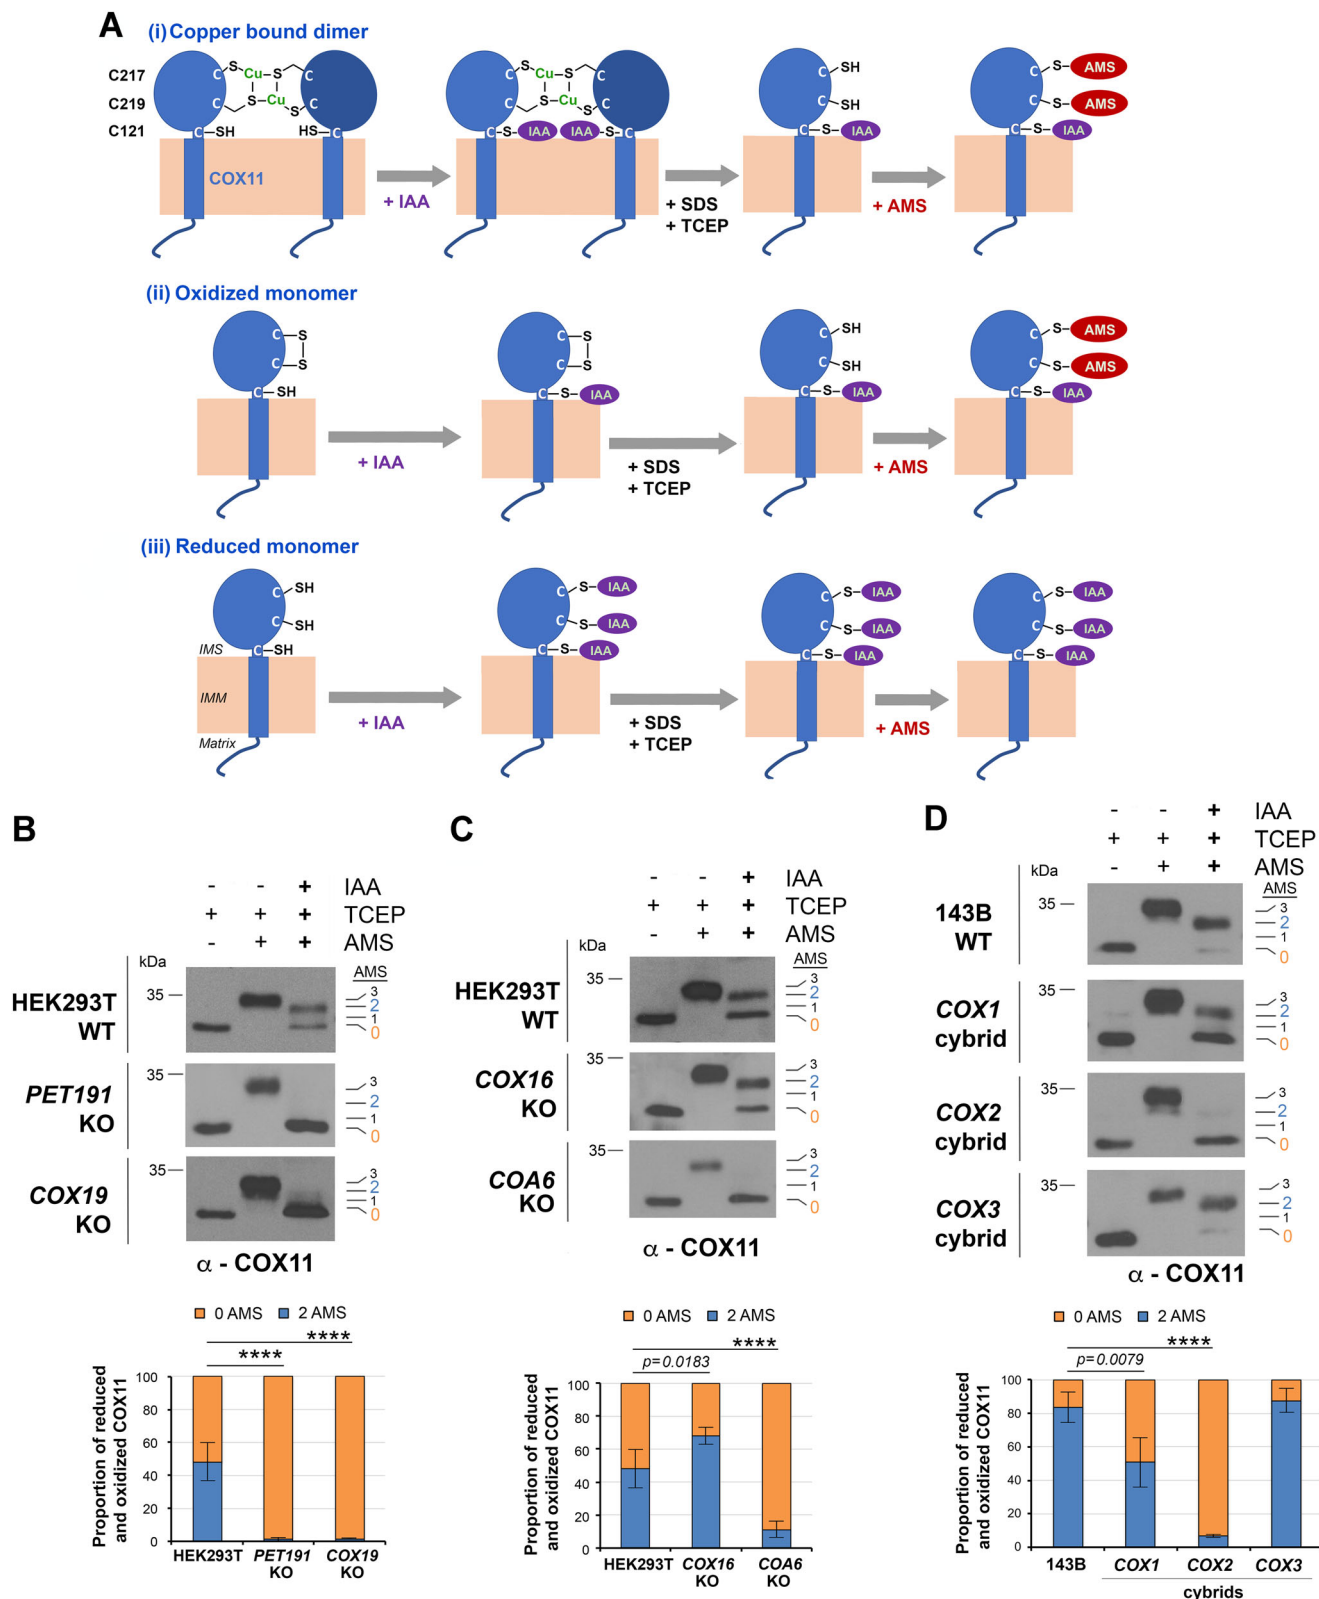 A
(i) Copper bound dimer
C217
C219
C121
C S Cu S C
C S Cu S C
C SH HS C
COX11
+ IAA
C S Cu S C
C S Cu S C
C S IAA IAA S C
+ SDS
+ TCEP
C SH
C SH
C S IAA
+ AMS
C S AMS
C S AMS
C S IAA
(ii) Oxidized monomer
C S
C S
C SH
+ IAA
C S
C S
C S IAA
+ SDS
+ TCEP
C SH
C SH
C S IAA
+ AMS
C S AMS
C S AMS
C S IAA
(iii) Reduced monomer
C SH
C SH
C SH
IMS
IMM
Matrix
+ IAA
C S IAA
C S IAA
C S IAA
+ SDS
+ TCEP
C S IAA
C S IAA
C S IAA
+ AMS
C S IAA
C S IAA
C S IAA
B
- - + IAA
+ + + TCEP
- + + AMS
kDa
AMS
HEK293T
WT
35
3
2
1
0
PET191
KO
35
3
2
1
0
COX19
KO
35
3
2
1
0
α - COX11
0 AMS 2 AMS
****
****
Proportion of reduced
and oxidized COX11
100
80
60
40
20
0
HEK293T PET191 COX19
KO KO
C
- - + IAA
+ + + TCEP
- + + AMS
kDa
AMS
HEK293T
WT
35
3
2
1
0
COX16
KO
35
3
2
1
0
COA6
KO
35
3
2
1
0
α - COX11
0 AMS 2 AMS
****
p=0.0183
Proportion of reduced
and oxidized COX11
100
80
60
40
20
0
HEK293T COX16 COA6
KO KO
D
- - + IAA
+ + + TCEP
- + + AMS
kDa
AMS
143B
WT
35
3
2
1
0
COX1
cybrid
35
3
2
1
0
COX2
cybrid
35
3
2
1
0
COX3
cybrid
35
3
2
1
0
α - COX11
0 AMS 2 AMS
****
p=0.0079
Proportion of reduced
and oxidized COX11
100
80
60
40
20
0
143B COX1 COX2 COX3
cybrids